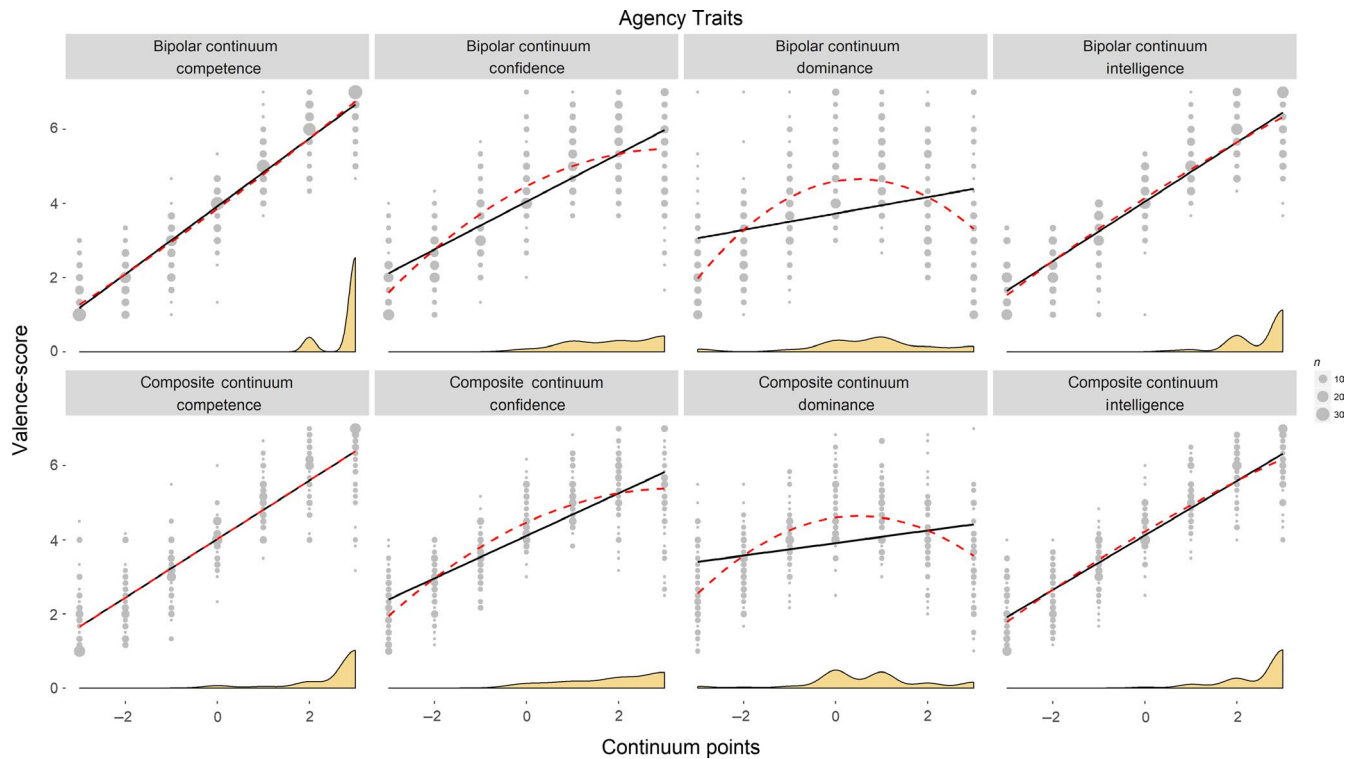 Agency Traits
Bipolar continuum
competence
Bipolar continuum
confidence
Bipolar continuum
dominance
Bipolar continuum
intelligence
6
4
2
0
Composite continuum
competence
Composite continuum
confidence
Composite continuum
dominance
Composite continuum
intelligence
6
4
2
0
Valence-score
n
10
20
30
−2 0 2
−2 0 2
−2 0 2
−2 0 2
Continuum points